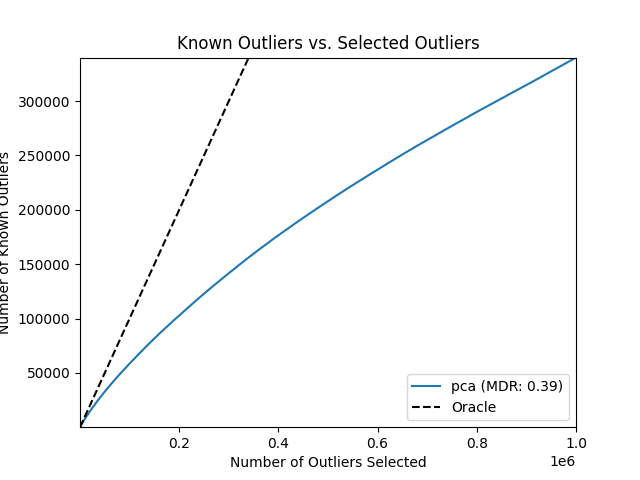 Known Outliers vs. Selected Outliers
Number of Known Outliers
300000
250000
200000
150000
100000
50000
0.2
0.4
0.6
0.8
1.0
1e6
Number of Outliers Selected
pca (MDR: 0.39)
Oracle